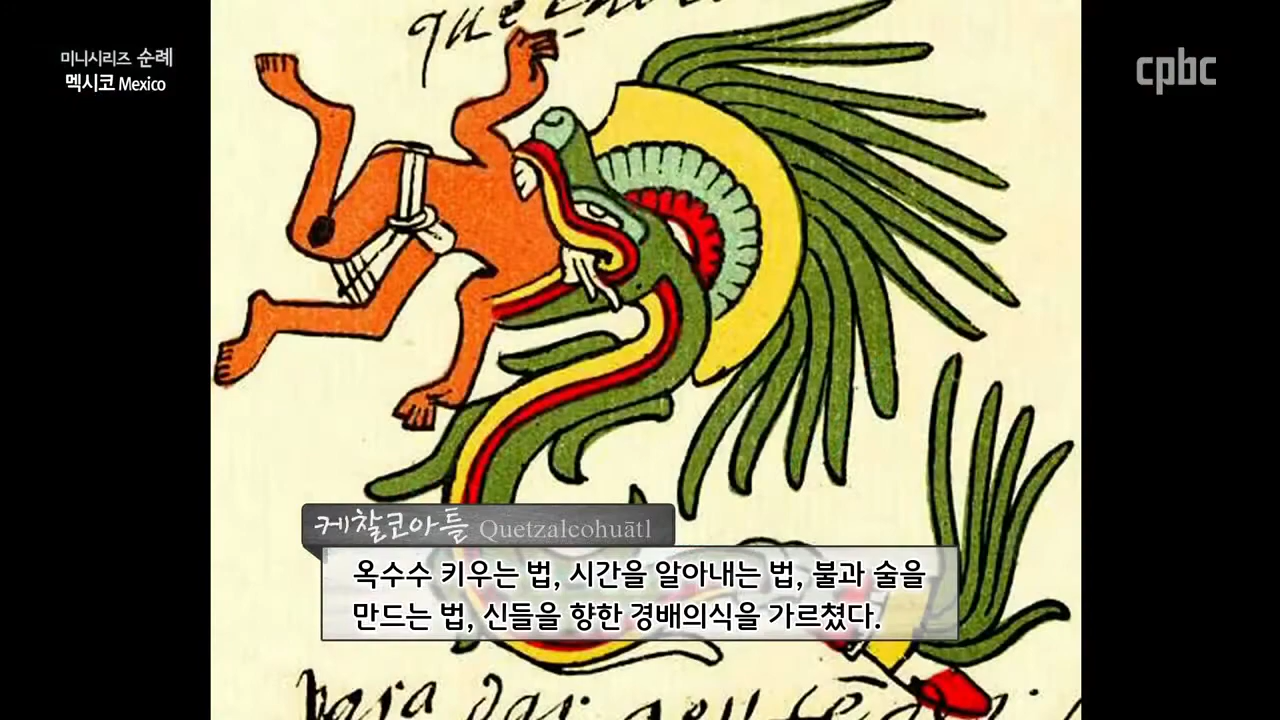 미니시리즈 순례
멕시코 Mexico
cpbc
케찰코아틀 Quetzalcohuātl
옥수수 키우는 법, 시간을 알아내는 법, 불과 술을
만드는 법, 신들을 향한 경배의식을 가르쳤다.